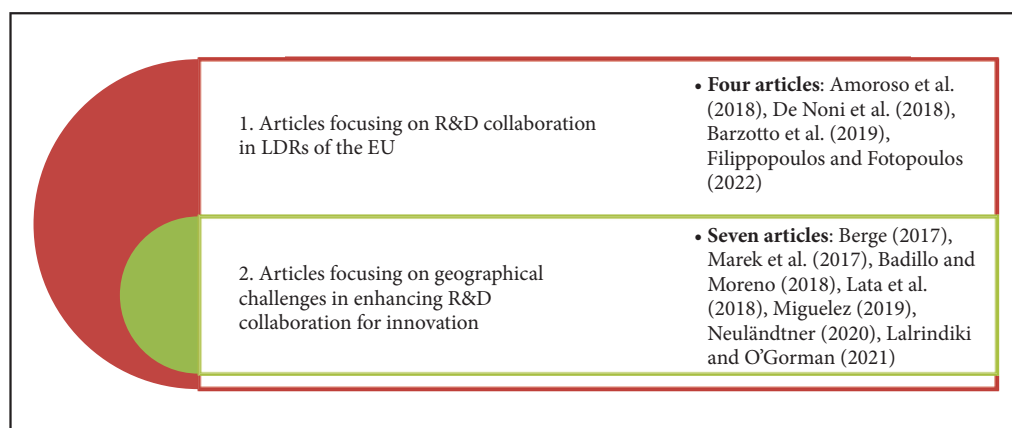 1. Articles focusing on R&D collaboration
in LDRs of the EU
• Four articles: Amoroso et al.
(2018), De Noni et al. (2018),
Barzotto et al. (2019),
Filippopoulos and Fotopoulos
(2022)
2. Articles focusing on geographical
challenges in enhancing R&D
collaboration for innovation
• Seven articles: Berge (2017),
Marek et al. (2017), Badillo and
Moreno (2018), Lata et al.
(2018), Miguelez (2019),
Neuländtner (2020), Lalrindiki
and O'Gorman (2021)